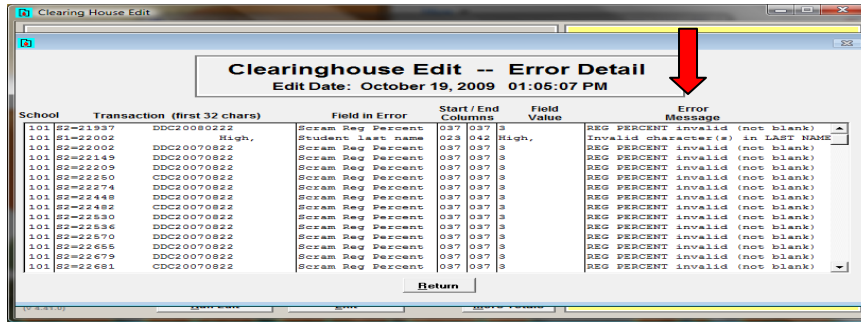 Clearing House Edit
Clearinghouse Edit -- Error Detail
Edit Date: October 19, 2009 01:05:07 PM
School Transaction (first 32 chars) Field in Error Start / End Columns Field Value Error Message
101 S2=21937 DDC20080222 Scram Reg Percent 037 037 3 REG PERCENT invalid (not blank)
101 S1=22002 High, Student last name 023 042 High, Invalid character(s) in LAST NAME
101 S2=22002 DDC20070822 Scram Reg Percent 037 037 3 REG PERCENT invalid (not blank)
101 S2=22149 DDC20070822 Scram Reg Percent 037 037 3 REG PERCENT invalid (not blank)
101 S2=22209 DDC20070822 Scram Reg Percent 037 037 3 REG PERCENT invalid (not blank)
101 S2=22250 CDC20070822 Scram Reg Percent 037 037 3 REG PERCENT invalid (not blank)
101 S2=22274 DDC20070822 Scram Reg Percent 037 037 3 REG PERCENT invalid (not blank)
101 S2=22448 DDC20070822 Scram Reg Percent 037 037 3 REG PERCENT invalid (not blank)
101 S2=22482 CDC20070822 Scram Reg Percent 037 037 3 REG PERCENT invalid (not blank)
101 S2=22530 DDC20070822 Scram Reg Percent 037 037 3 REG PERCENT invalid (not blank)
101 S2=22536 DDC20070822 Scram Reg Percent 037 037 3 REG PERCENT invalid (not blank)
101 S2=22570 DDC20070822 Scram Reg Percent 037 037 3 REG PERCENT invalid (not blank)
101 S2=22655 DDC20070822 Scram Reg Percent 037 037 3 REG PERCENT invalid (not blank)
101 S2=22679 DDC20070822 Scram Reg Percent 037 037 3 REG PERCENT invalid (not blank)
101 S2=22681 CDC20070822 Scram Reg Percent 037 037 3 REG PERCENT invalid (not blank)
Return